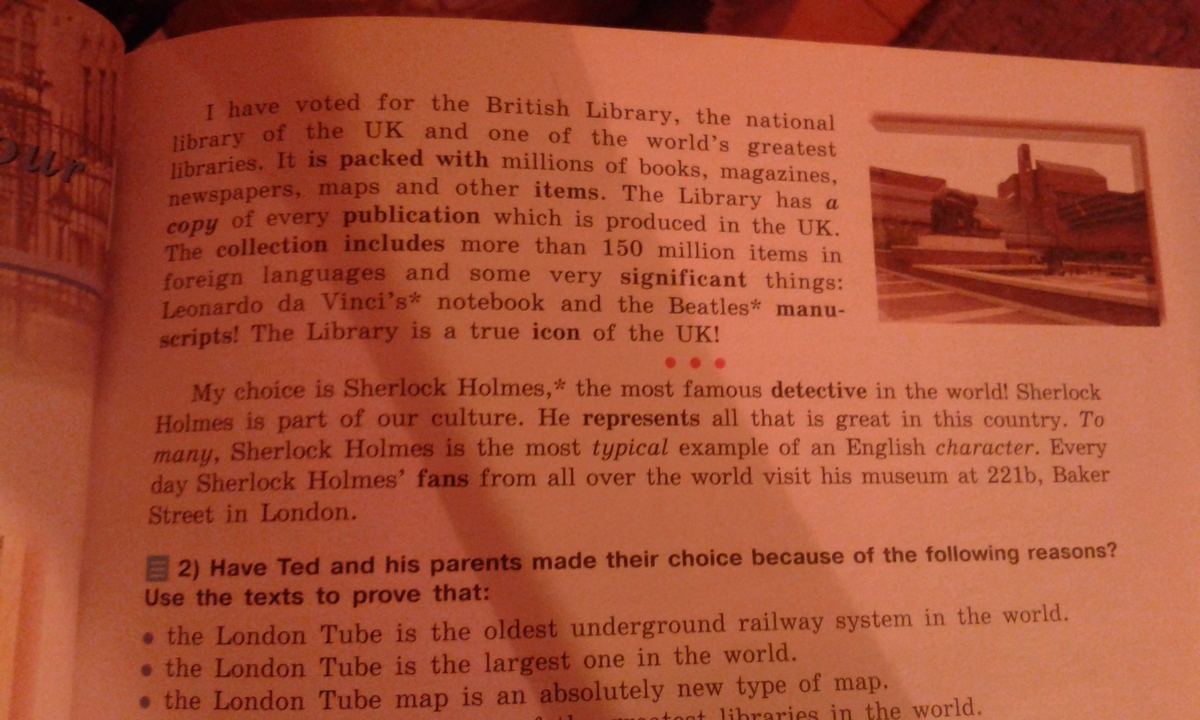 our
I have voted for the British Library, the national
library of the UK and one of the world's greatest
libraries. It is packed with millions of books, magazines,
newspapers, maps and other items. The Library has a
copy of every publication which is produced in the UK.
The collection includes more than 150 million items in
foreign languages and some very significant things:
Leonardo da Vinci's* notebook and the Beatles* manu-
scripts! The Library is a true icon of the UK!
My choice is Sherlock Holmes,* the most famous detective in the world! Sherlock
Holmes is part of our culture. He represents all that is great in this country. To
many, Sherlock Holmes is the most typical example of an English character. Every
day Sherlock Holmes' fans from all over the world visit his museum at 221b, Baker
Street in London.
2) Have Ted and his parents made their choice because of the following reasons?
Use the texts to prove that:
• the London Tube is the oldest underground railway system in the world.
• the London Tube is the largest one in the world.
• the London Tube map is an absolutely new type of map.
of the greatest libraries in the world.